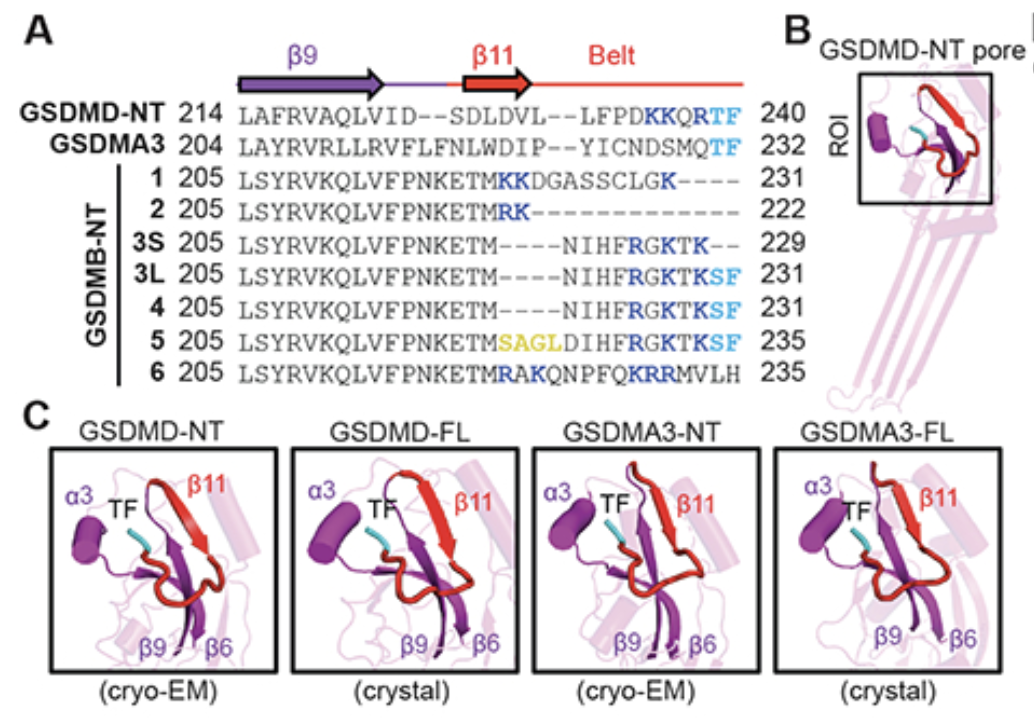 A
β9 β11 Belt
GSDMD-NT 214 LAFRVAQLVID--SDLDVL--LFPDKKQRTF 240
GSDMA3 204 LAYRVRLLRVFLFNLWDIP--YICNDSMQTF 232
GSDMB-NT
1 205 LSYRVKQLVFPNKETMKKDGASSCLGK---- 231
2 205 LSYRVKQLVFPNKETMRK------------- 222
3S 205 LSYRVKQLVFPNKETM----NIHFRGKTK-- 229
3L 205 LSYRVKQLVFPNKETM----NIHFRGKTKSF 231
4 205 LSYRVKQLVFPNKETM----NIHFRGKTKSF 231
5 205 LSYRVKQLVFPNKETMSAGLDIHFRGKTKSF 235
6 205 LSYRVKQLVFPNKETMRAKQNPFQKRRMVLH 235
B
GSDMD-NT pore
ROI
C
GSDMD-NT
α3 TF β11
β9 β6
(cryo-EM)
GSDMD-FL
α3 TF β11
β9 β6
(crystal)
GSDMA3-NT
α3 TF β11
β9 β6
(cryo-EM)
GSDMA3-FL
α3 TF β11
β9 β6
(crystal)